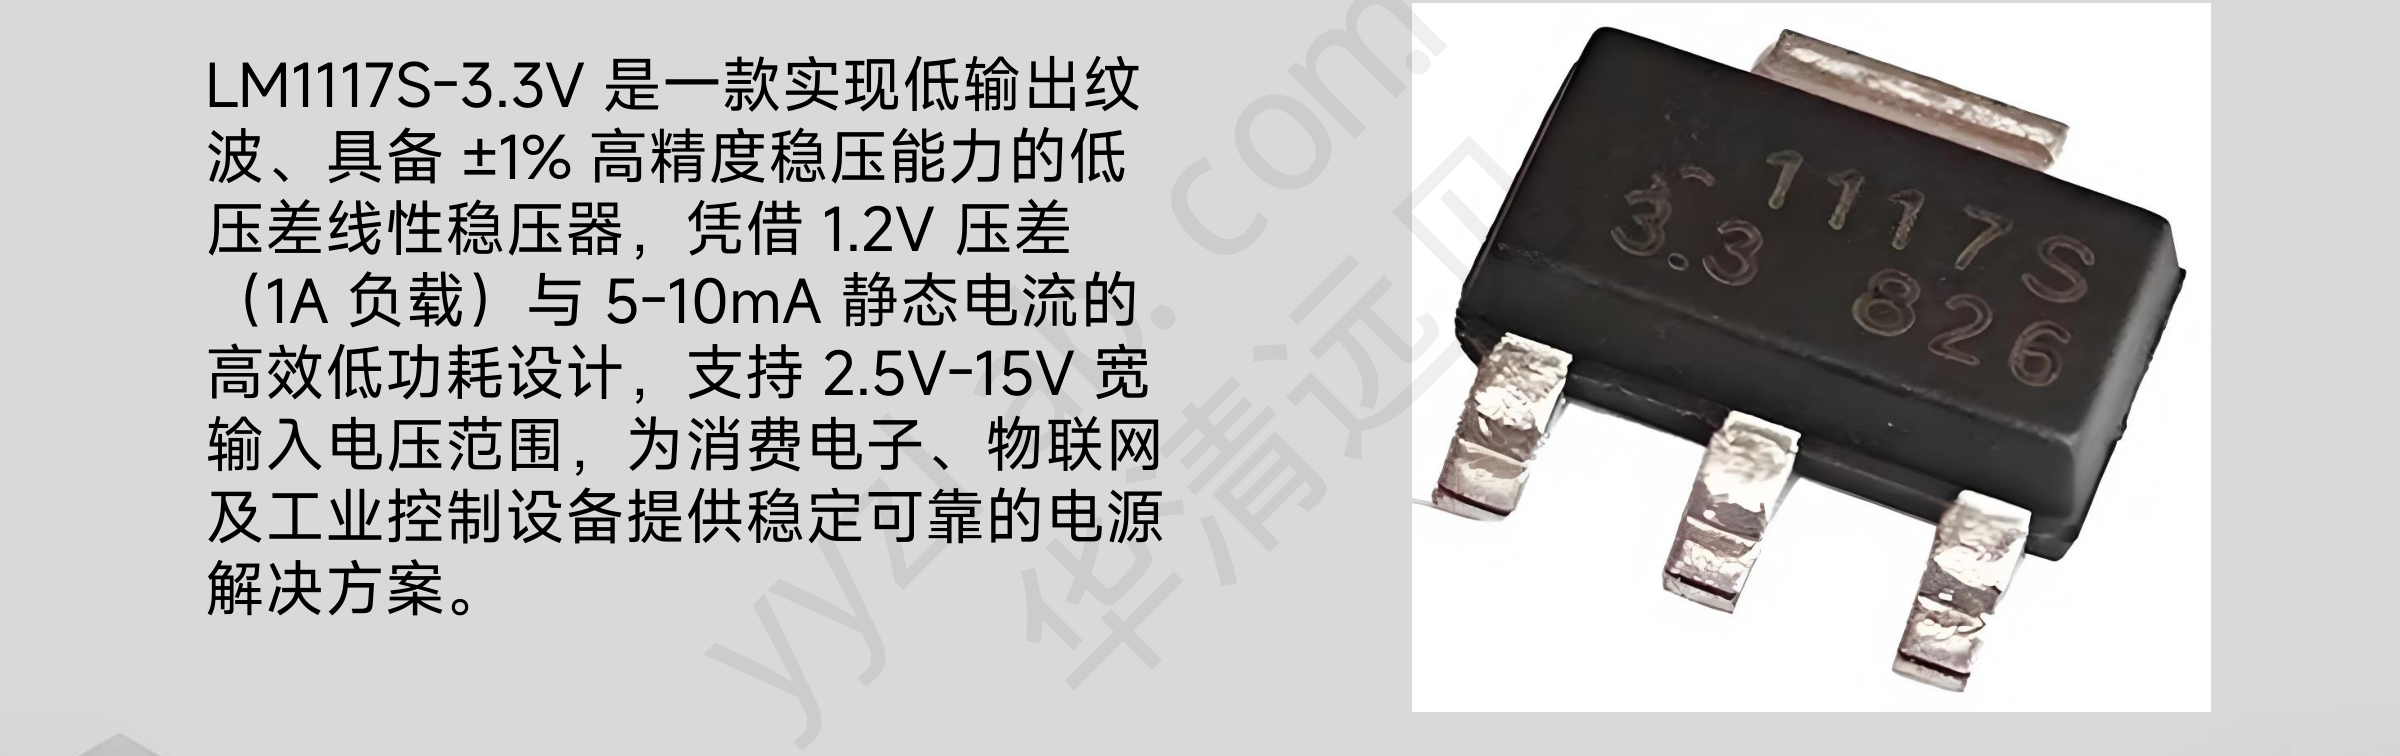 LM1117S-3.3V 是一款实现低输出纹
波、具备 ±1% 高精度稳压能力的低
压差线性稳压器，凭借 1.2V 压差
（1A 负载）与 5-10mA 静态电流的
高效低功耗设计，支持 2.5V-15V 宽
输入电压范围，为消费电子、物联网
及工业控制设备提供稳定可靠的电源
解决方案。
1117S
3.3 826
华清远见